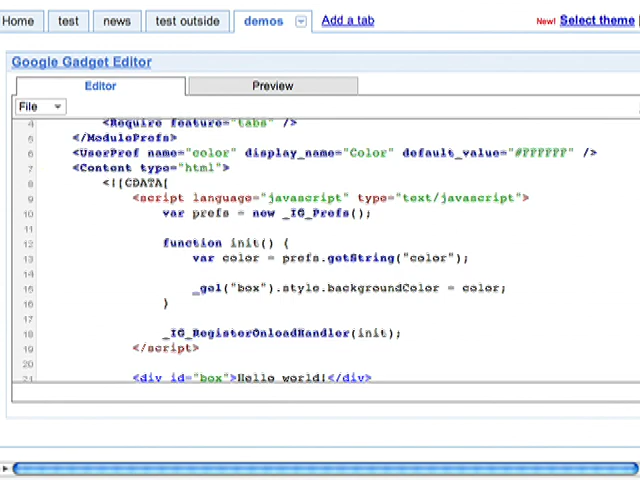 Home test news test outside demos Add a tab New! Select theme
Google Gadget Editor
Editor Preview
File
4 <Require feature="tabs" />
5 </ModulePrefs>
6 <UserPref name="color" display_name="Color" default_value="#FFFFFF" />
7 <Content type="html">
8 <![CDATA[
9 <script language="javascript" type="text/javascript">
10 var prefs = new _IG_Prefs();
11
12 function init() {
13 var color = prefs.getString("color");
14
15 _gel("box").style.backgroundColor = color;
16 }
17
18 _IG_RegisterOnloadHandler(init);
19 </script>
20
21 <div id="box">Hello world!</div>